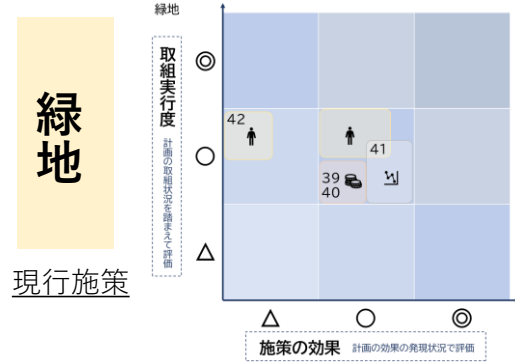 緑地
現行施策
緑地
取組実行度
計画の取組状況を踏まえて評価
◎
○
△
42
41
39
40
△
○
◎
施策の効果 計画の効果の発現状況で評価